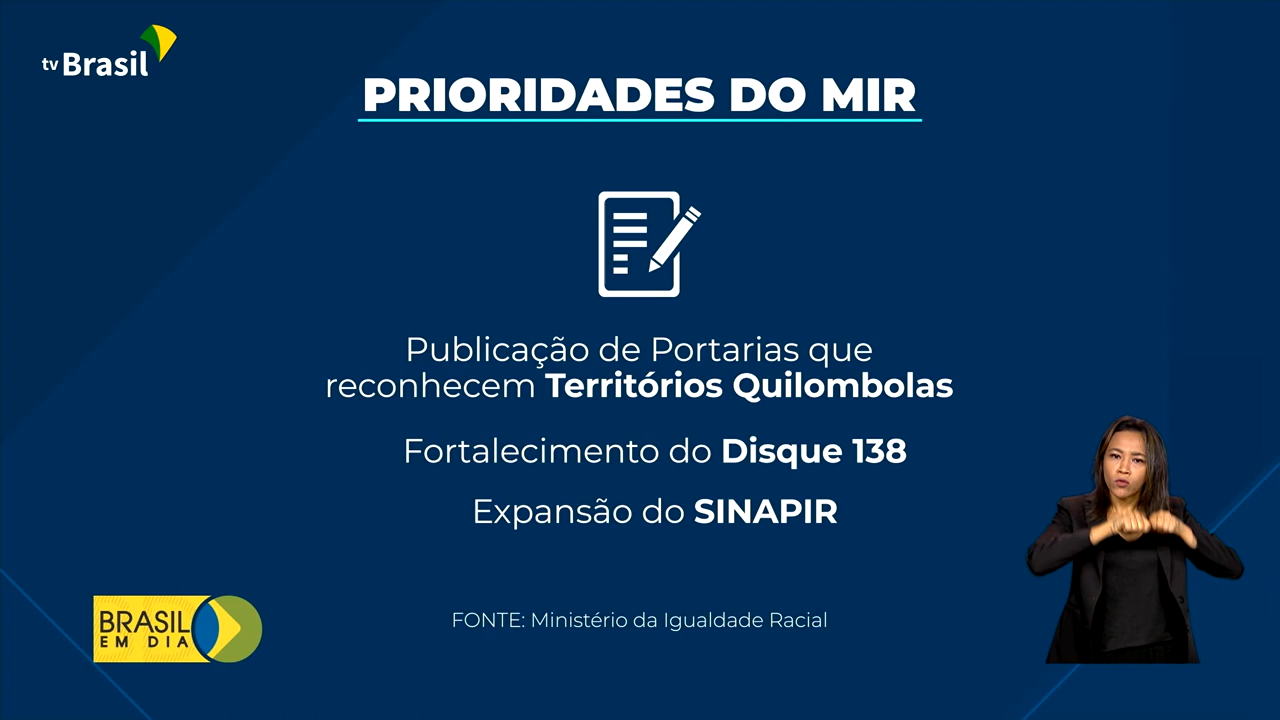 tv Brasil
PRIORIDADES DO MIR
Publicação de Portarias que
reconhecem Territórios Quilombolas
Fortalecimento do Disque 138
Expansão do SINAPIR
FONTE: Ministério da Igualdade Racial
BRASIL
EM DIA